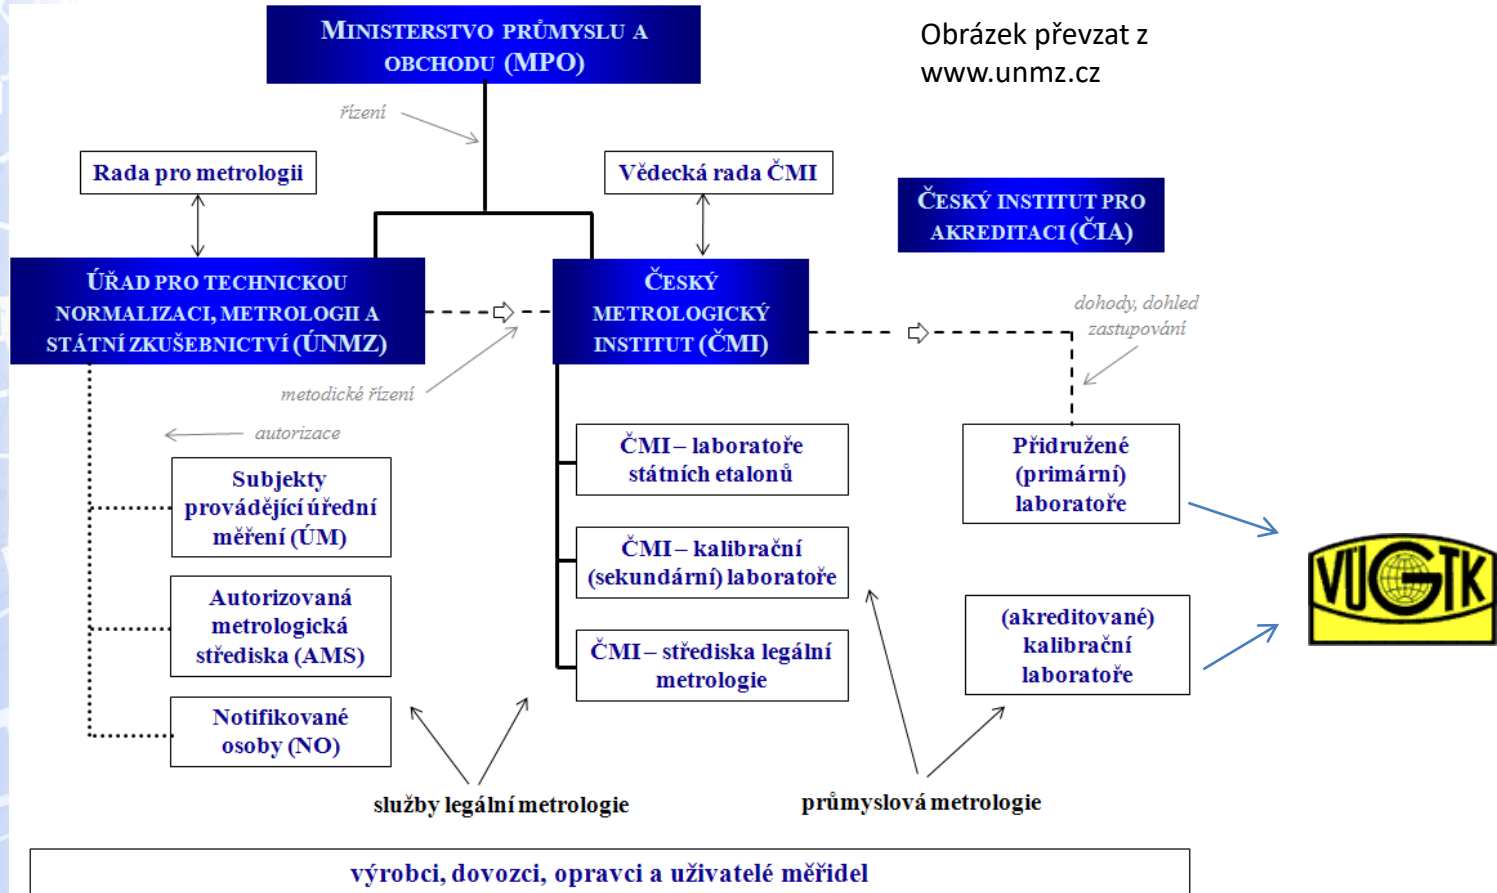 MINISTERSTVO PRŮMYSLU A
OBCHODU (MPO)
Obrázek převzat z
www.unmz.cz
řízení
Rada pro metrologii
Vědecká rada ČMI
ČESKÝ INSTITUT PRO
AKREDITACI (ČIA)
ÚŘAD PRO TECHNICKOU
NORMALIZACI, METROLOGII A
STÁTNÍ ZKUŠEBNICTVÍ (ÚNMZ)
ČESKÝ
METROLOGICKÝ
INSTITUT (ČMI)
dohody, dohled
zastupování
metodické řízení
autorizace
Subjekty
provádějící úřední
měření (ÚM)
ČMI – laboratoře
státních etalonů
Přidružené
(primární)
laboratoře
ČMI – kalibrační
(sekundární) laboratoře
VÚGTK
Autorizovaná
metrologická
střediska (AMS)
(akreditované)
kalibrační
laboratoře
ČMI – střediska legální
metrologie
Notifikované
osoby (NO)
služby legální metrologie
průmyslová metrologie
výrobci, dovozci, opravci a uživatelé měřidel